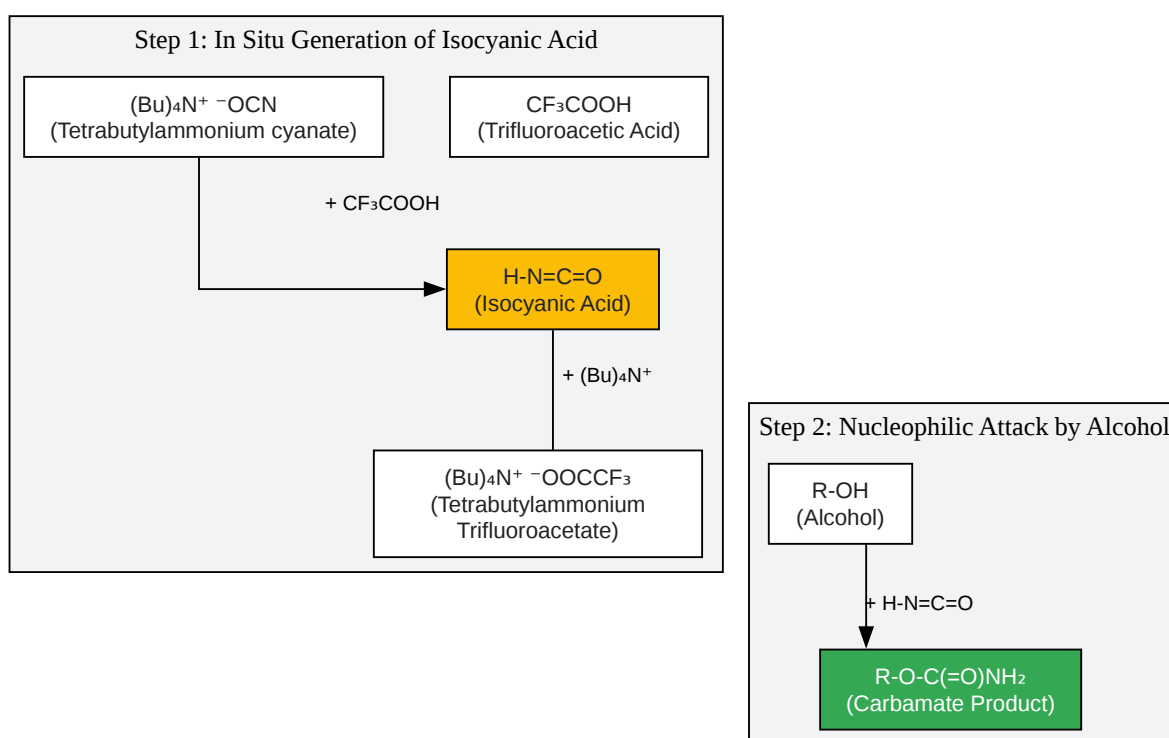 Step 1: In Situ Generation of Isocyanic Acid
(Bu)₄N⁺ ⁻OCN
(Tetrabutylammonium cyanate)
CF₃COOH
(Trifluoroacetic Acid)
+ CF₃COOH
H-N=C=O
(Isocyanic Acid)
+ (Bu)₄N⁺
(Bu)₄N⁺ ⁻OOCCF₃
(Tetrabutylammonium
Trifluoroacetate)
Step 2: Nucleophilic Attack by Alcohol
R-OH
(Alcohol)
+ H-N=C=O
R-O-C(=O)NH₂
(Carbamate Product)